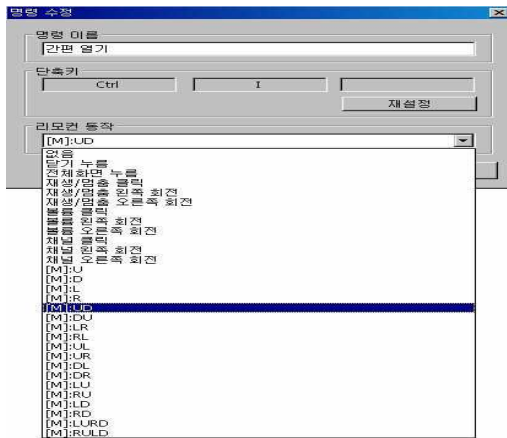 명령 수정
명령 이름
간편 열기
단축키
Ctrl I
재설정
리모컨 동작
[M]:UD
없음
닫기 누름
전체화면 누름
재생/멈춤 클릭
재생/멈춤 왼쪽 회전
재생/멈춤 오른쪽 회전
볼륨 클릭
볼륨 왼쪽 회전
볼륨 오른쪽 회전
채널 클릭
채널 왼쪽 회전
채널 오른쪽 회전
[M]:U
[M]:D
[M]:L
[M]:R
[M]:UD
[M]:DU
[M]:LR
[M]:RL
[M]:UL
[M]:UR
[M]:DL
[M]:DR
[M]:LU
[M]:RU
[M]:LD
[M]:RD
[M]:LURD
[M]:RULD